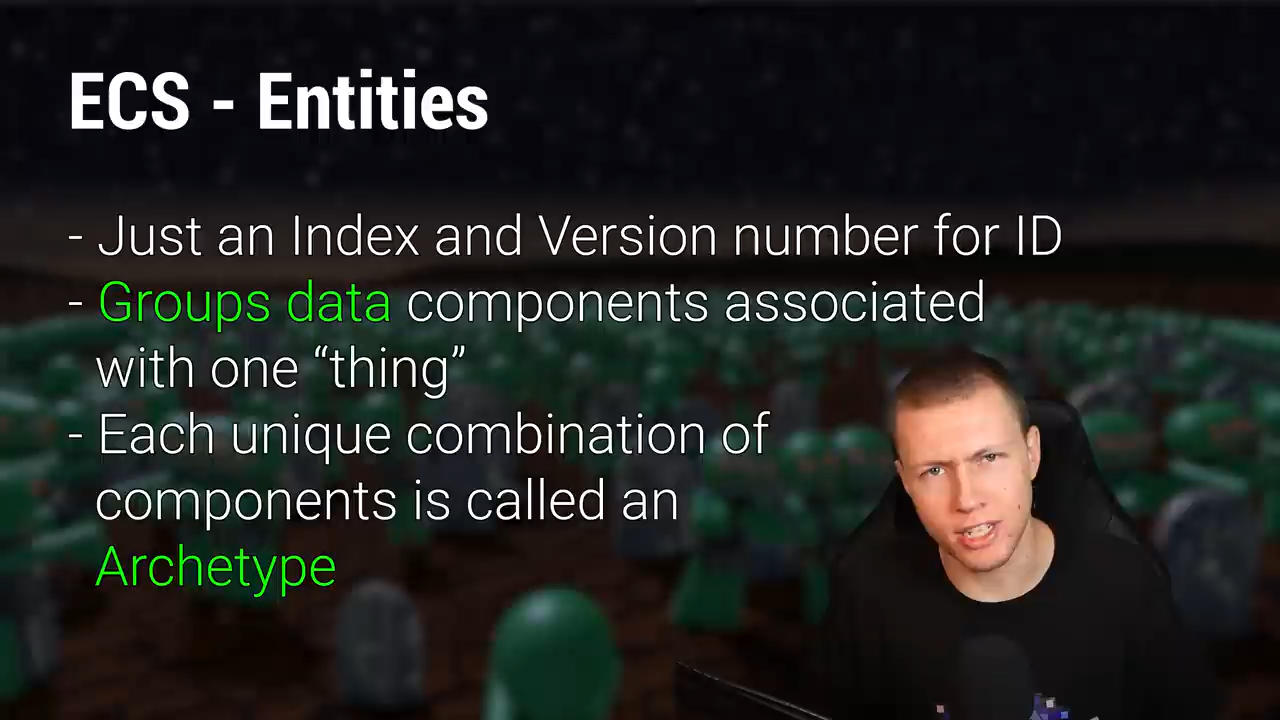 ECS - Entities
- Just an Index and Version number for ID
- Groups data components associated
with one “thing”
- Each unique combination of
components is called an
Archetype